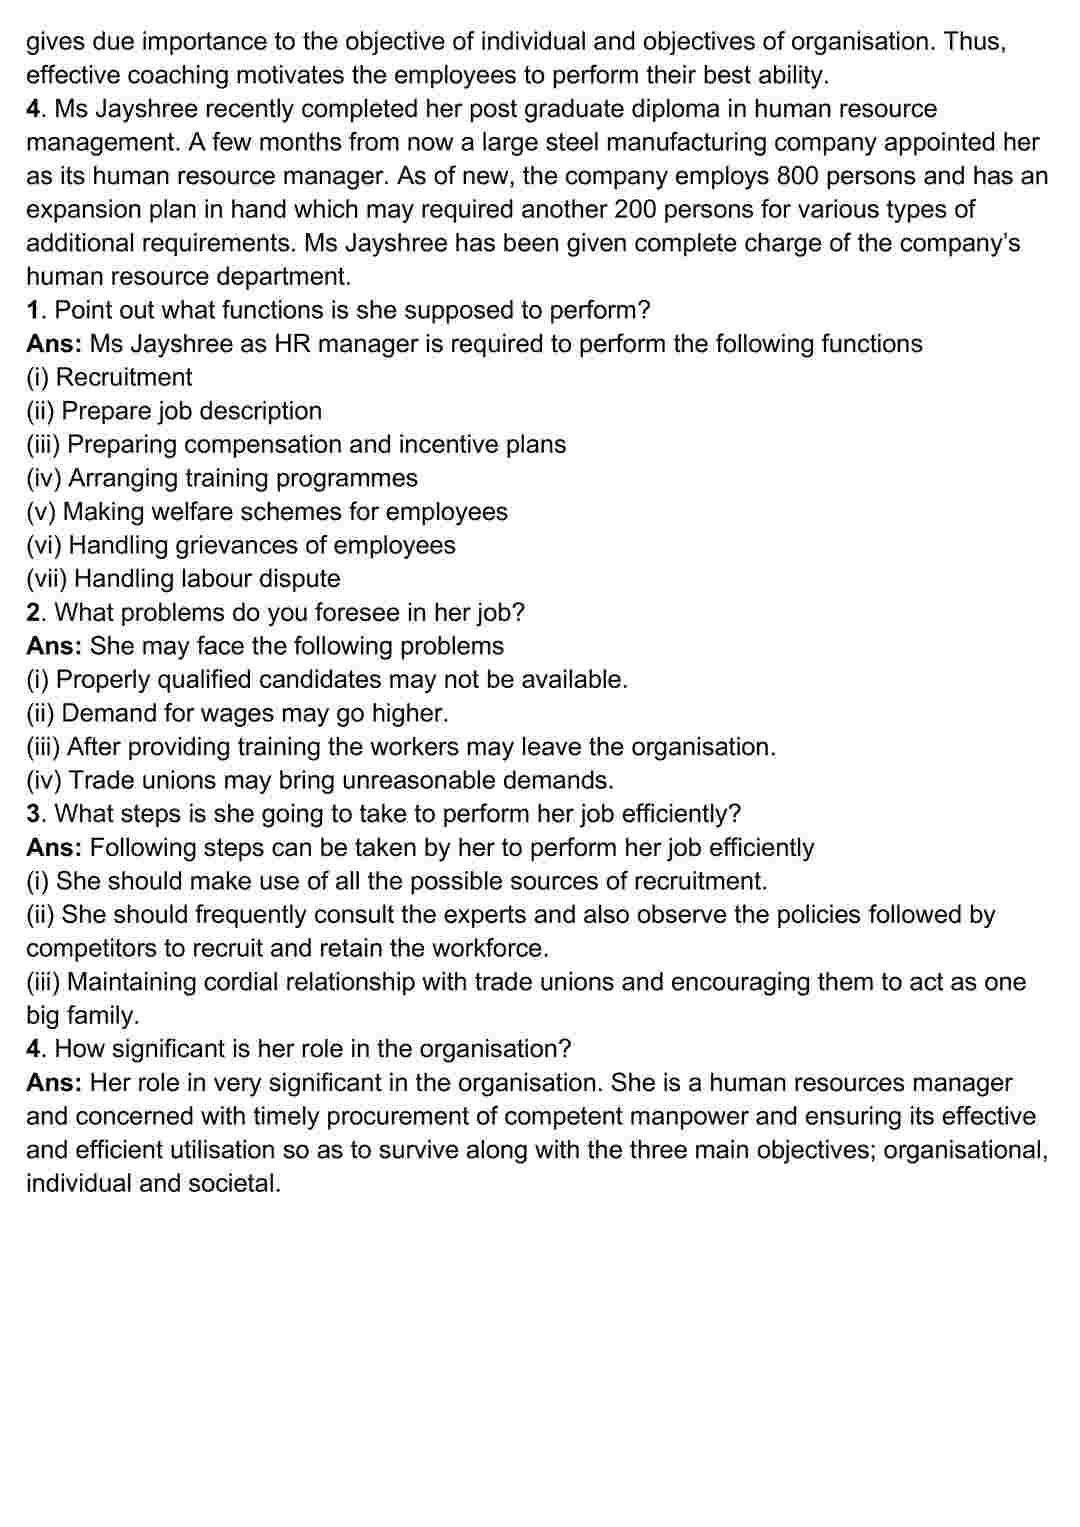 gives due importance to the objective of individual and objectives of organisation. Thus,
effective coaching motivates the employees to perform their best ability.
4. Ms Jayshree recently completed her post graduate diploma in human resource
management. A few months from now a large steel manufacturing company appointed her
as its human resource manager. As of new, the company employs 800 persons and has an
expansion plan in hand which may required another 200 persons for various types of
additional requirements. Ms Jayshree has been given complete charge of the company's
human resource department.
1. Point out what functions is she supposed to perform?
Ans: Ms Jayshree as HR manager is required to perform the following functions
(i) Recruitment
(ii) Prepare job description
(iii) Preparing compensation and incentive plans
(iv) Arranging training programmes
(v) Making welfare schemes for employees
(vi) Handling grievances of employees
(vii) Handling labour dispute
2. What problems do you foresee in her job?
Ans: She may face the following problems
(i) Properly qualified candidates may not be available.
(ii) Demand for wages may go higher.
(iii) After providing training the workers may leave the organisation.
(iv) Trade unions may bring unreasonable demands.
3. What steps is she going to take to perform her job efficiently?
Ans: Following steps can be taken by her to perform her job efficiently
(i) She should make use of all the possible sources of recruitment.
(ii) She should frequently consult the experts and also observe the policies followed by
competitors to recruit and retain the workforce.
(iii) Maintaining cordial relationship with trade unions and encouraging them to act as one
big family.
4. How significant is her role in the organisation?
Ans: Her role in very significant in the organisation. She is a human resources manager
and concerned with timely procurement of competent manpower and ensuring its effective
and efficient utilisation so as to survive along with the three main objectives; organisational,
individual and societal.